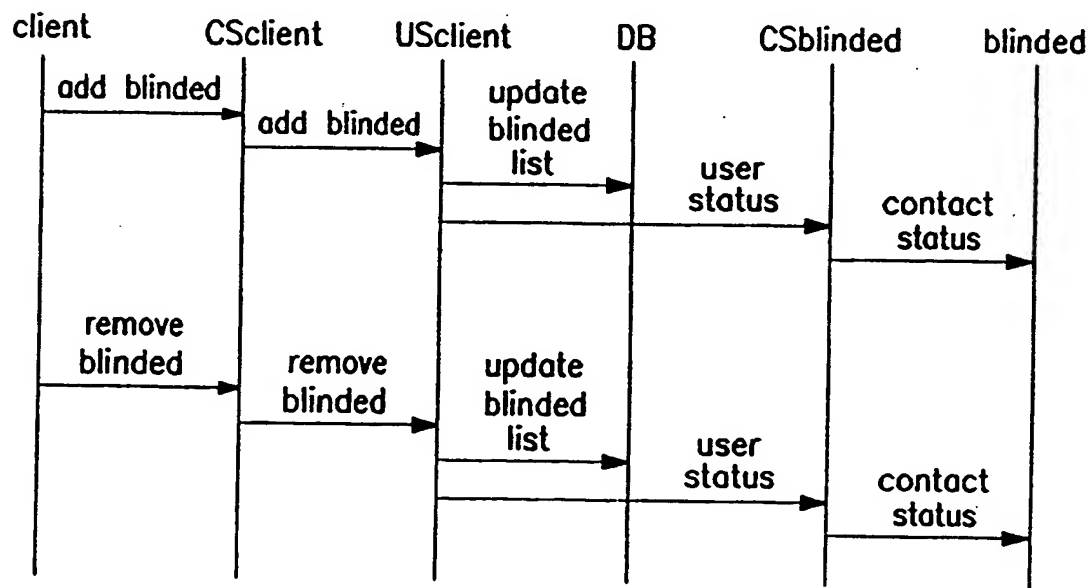 client CSclient USclient DB CSblinded blinded
add blinded
add blinded
update
blinded
list
user
status
contact
status
remove
blinded
remove
blinded
update
blinded
list
user
status
contact
status